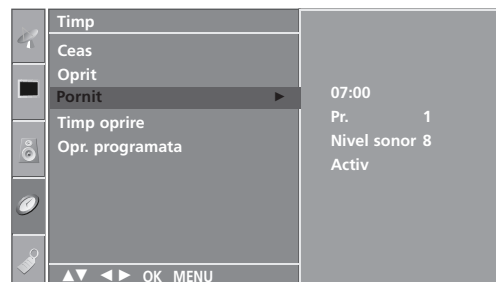 Timp
Ceas
Oprit
Pornit ►
Timp oprire
Opr. programata
07:00
Pr. 1
Nivel sonor 8
Activ
▲▼ ◄► OK MENU